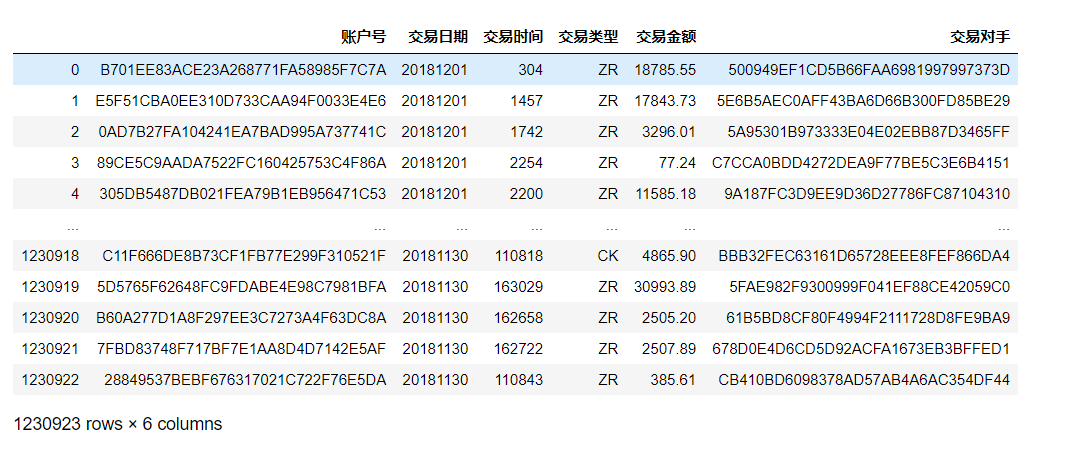 账户号 交易日期 交易时间 交易类型 交易金额 交易对手
0 B701EE83ACE23A268771FA58985F7C7A 20181201 304 ZR 18785.55 500949EF1CD5B66FAA6981997997373D
1 E5F51CBA0EE310D733CAA94F0033E4E6 20181201 1457 ZR 17843.73 5E6B5AEC0AFF43BA6D66B300FD85BE29
2 0AD7B27FA104241EA7BAD995A737741C 20181201 1742 ZR 3296.01 5A95301B973333E04E02EBB87D3465FF
3 89CE5C9AADA7522FC160425753C4F86A 20181201 2254 ZR 77.24 C7CCA0BDD4272DEA9F77BE5C3E6B4151
4 305DB5487DB021FEA79B1EB956471C53 20181201 2200 ZR 11585.18 9A187FC3D9EE9D36D27786FC87104310
... ... ... ... ... ... ...
1230918 C11F666DE8B73CF1FB77E299F310521F 20181130 110818 CK 4865.90 BBB32FEC63161D65728EEE8FEF866DA4
1230919 5D5765F62648FC9FDABE4E98C7981BFA 20181130 163029 ZR 30993.89 5FAE982F9300999F041EF88CE42059C0
1230920 B60A277D1A8F297EE3C7273A4F63DC8A 20181130 162658 ZR 2505.20 61B5BD8CF80F4994F2111728D8FE9BA9
1230921 7FBD83748F717BF7E1AA8D4D7142E5AF 20181130 162722 ZR 2507.89 678D0E4D6CD5D92ACFA1673EB3BFFED1
1230922 28849537BEBF676317021C722F76E5DA 20181130 110843 ZR 385.61 CB410BD6098378AD57AB4A6AC354DF44
1230923 rows × 6 columns